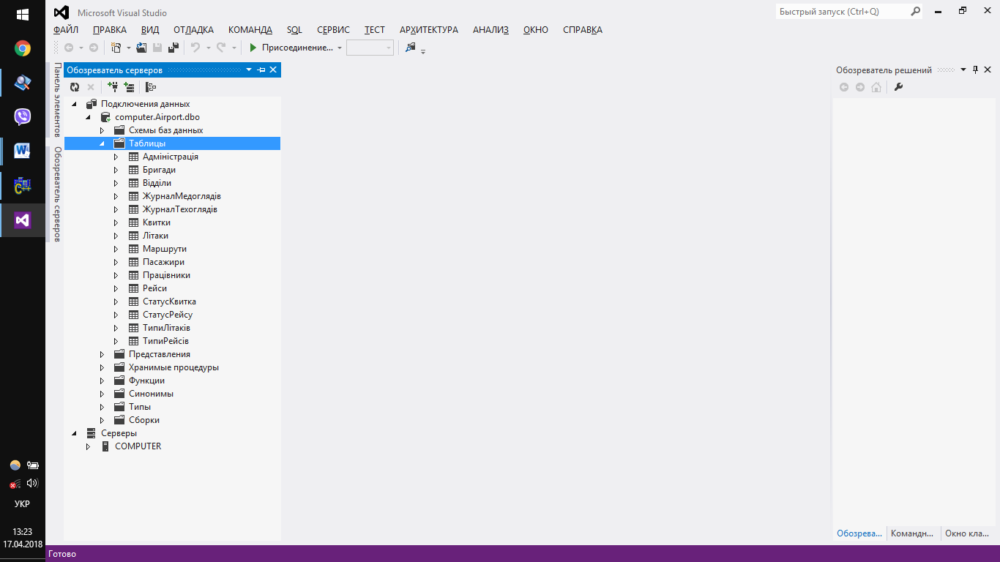 Microsoft Visual Studio
Быстрый запуск (Ctrl+Q)
ФАЙЛ ПРАВКА ВИД ОТЛАДКА КОМАНДА SQL СЕРВИС ТЕСТ АРХИТЕКТУРА АНАЛИЗ ОКНО СПРАВКА
Присоединение...
Панель элементов
Обозреватель серверов
Обозреватель серверов
Подключения данных
computer.Airport.dbo
Схемы баз данных
Таблицы
Адміністрація
Бригади
Відділи
ЖурналМедоглядів
ЖурналТехоглядів
Квитки
Літаки
Маршрути
Пасажири
Працівники
Рейси
СтатусКвитка
СтатусРейсу
ТипиЛітаків
ТипиРейсів
Представления
Хранимые процедуры
Функции
Синонимы
Типы
Сборки
Серверы
COMPUTER
Обозреватель решений
Обозрева... Командн... Окно кла...
УКР
13:23
17.04.2018
Готово